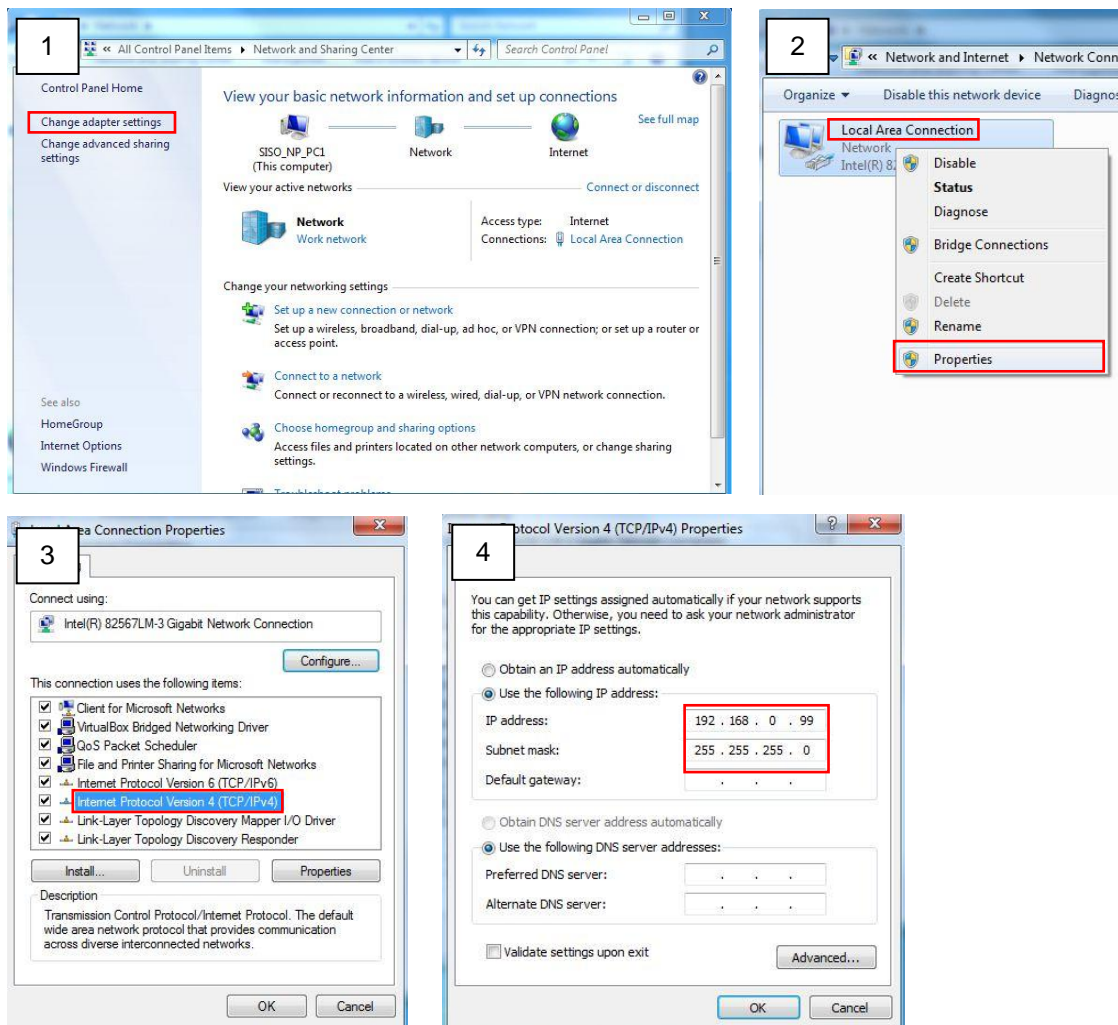 1
« All Control Panel Items ▸ Network and Sharing Center
Search Control Panel
Control Panel Home
Change adapter settings
Change advanced sharing
settings
See also
HomeGroup
Internet Options
Windows Firewall
View your basic network information and set up connections
See full map
SISO_NP_PC1
(This computer)
Network
Internet
View your active networks
Connect or disconnect
Network
Work network
Access type: Internet
Connections: Local Area Connection
Change your networking settings
Set up a new connection or network
Set up a wireless, broadband, dial-up, ad hoc, or VPN connection; or set up a router or
access point.
Connect to a network
Connect or reconnect to a wireless, wired, dial-up, or VPN network connection.
Choose homegroup and sharing options
Access files and printers located on other network computers, or change sharing
settings.
Troubleshoot problems
2
« Network and Internet ▸ Network Conn
Organize Disable this network device Diagnos
Local Area Connection
Network
Intel(R) 8
Disable
Status
Diagnose
Bridge Connections
Create Shortcut
Delete
Rename
Properties
3
ea Connection Properties
Connect using:
Intel(R) 82567LM-3 Gigabit Network Connection
Configure...
This connection uses the following items:
Client for Microsoft Networks
VirtualBox Bridged Networking Driver
QoS Packet Scheduler
File and Printer Sharing for Microsoft Networks
Internet Protocol Version 6 (TCP/IPv6)
Internet Protocol Version 4 (TCP/IPv4)
Link-Layer Topology Discovery Mapper I/O Driver
Link-Layer Topology Discovery Responder
Install... Uninstall Properties
Description
Transmission Control Protocol/Internet Protocol. The default
wide area network protocol that provides communication
across diverse interconnected networks.
OK Cancel
4
otocol Version 4 (TCP/IPv4) Properties
You can get IP settings assigned automatically if your network supports
this capability. Otherwise, you need to ask your network administrator
for the appropriate IP settings.
Obtain an IP address automatically
Use the following IP address:
IP address: 192 . 168 . 0 . 99
Subnet mask: 255 . 255 . 255 . 0
Default gateway: . . .
Obtain DNS server address automatically
Use the following DNS server addresses:
Preferred DNS server: . . .
Alternate DNS server: . . .
Validate settings upon exit
Advanced...
OK Cancel